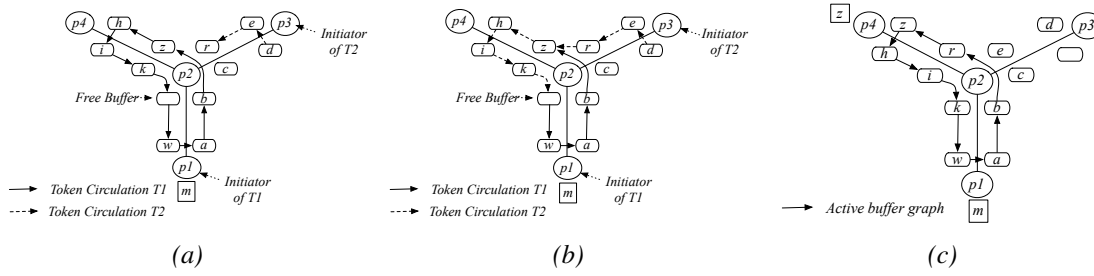 p4 h e p3
i z r d
Initiator
of T2
k p2 c
Free Buffer b
w a
p1
m
Initiator
of T1
Token Circulation T1
Token Circulation T2
(a)
p4 h e p3
i z r d
Initiator
of T2
k p2 c
Free Buffer b
w a
p1
m
Initiator
of T1
Token Circulation T1
Token Circulation T2
(b)
z p4 z d p3
h r e
i p2 c
k b
w a
p1
m
Active buffer graph
(c)